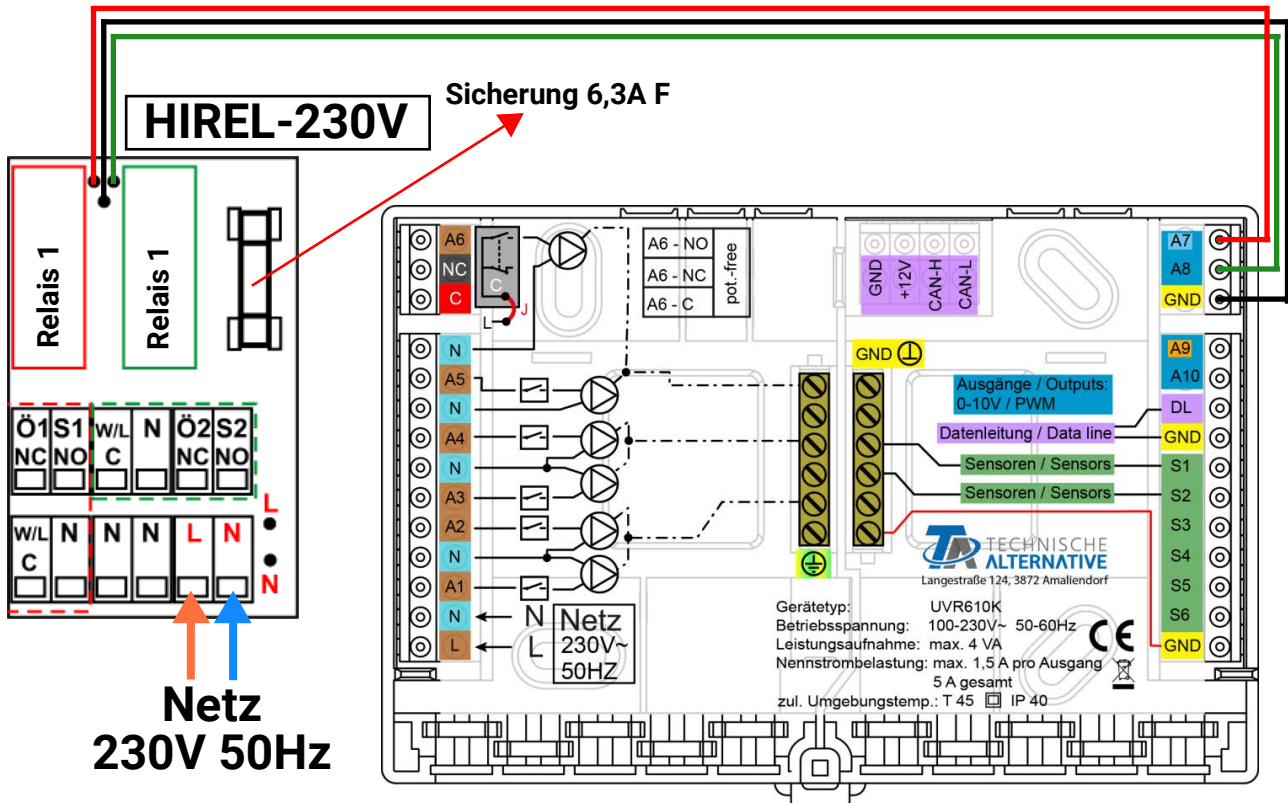 Sicherung 6,3A F
HIREL-230V
Relais 1
Relais 1
Ö1 S1 W/L N Ö2 S2
NC NO C NC NO
W/L N N N L N
C
L
N
Netz
230V 50Hz
A6
NC
C
N
A5
N
A4
N
A3
A2
N
A1
N
L
C
L
J
A6 - NO
A6 - NC
A6 - C
pot.-free
GND
+12V
CAN-H
CAN-L
N Netz
L 230V~
50HZ
GND
Ausgänge / Outputs:
0-10V / PWM
Datenleitung / Data line
Sensoren / Sensors
Sensoren / Sensors
TA TECHNISCHE
ALTERNATIVE
Langestraße 124, 3872 Amaliendorf
Gerätetyp: UVR610K
Betriebsspannung: 100-230V~ 50-60Hz
Leistungsaufnahme: max. 4 VA
Nennstrombelastung: max. 1,5 A pro Ausgang
5 A gesamt
zul. Umgebungstemp.: T 45 IP 40
CE
A7
A8
GND
A9
A10
DL
GND
S1
S2
S3
S4
S5
S6
GND